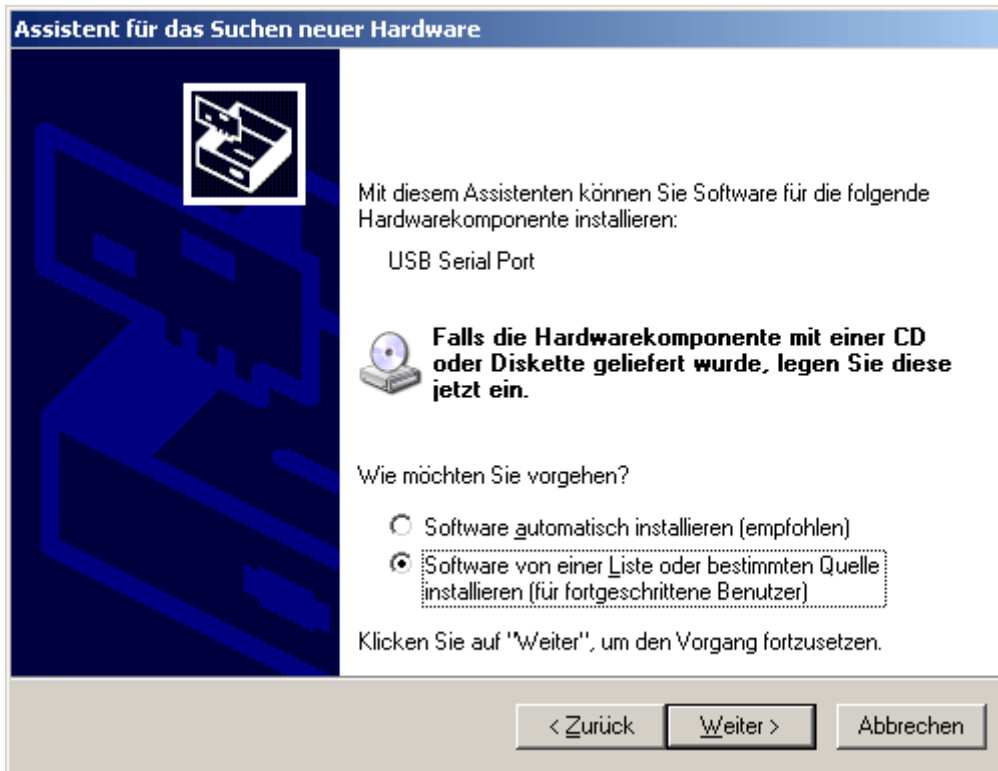 Assistent für das Suchen neuer Hardware
Mit diesem Assistenten können Sie Software für die folgende
Hardwarekomponente installieren:
USB Serial Port
Falls die Hardwarekomponente mit einer CD
oder Diskette geliefert wurde, legen Sie diese
jetzt ein.
Wie möchten Sie vorgehen?
Software automatisch installieren (empfohlen)
Software von einer Liste oder bestimmten Quelle
installieren (für fortgeschrittene Benutzer)
Klicken Sie auf "Weiter", um den Vorgang fortzusetzen.
< Zurück Weiter > Abbrechen